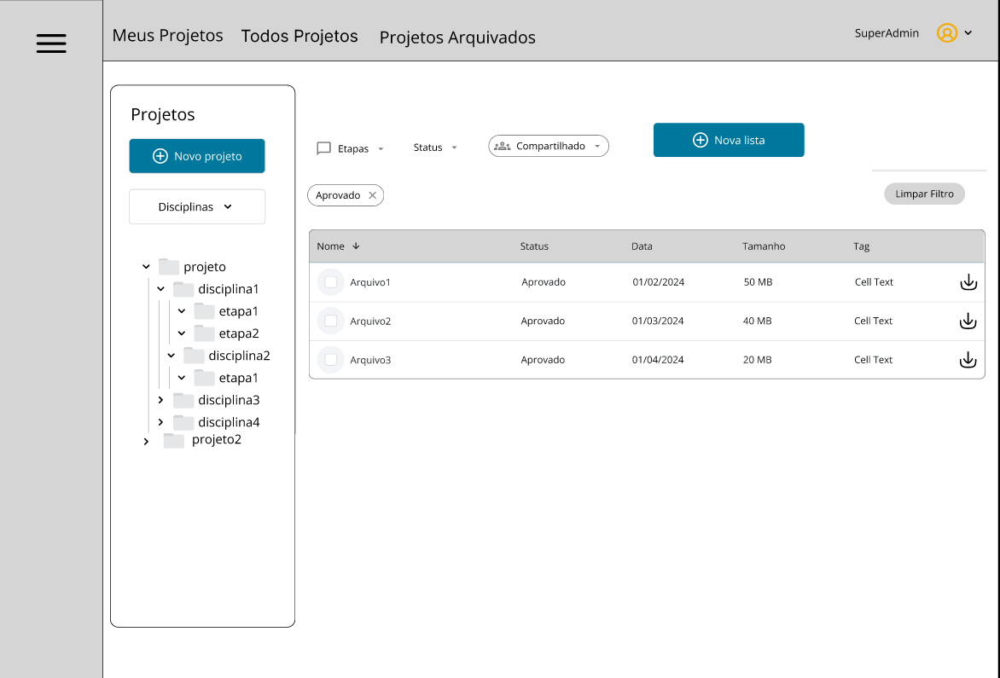 Meus Projetos Todos Projetos Projetos Arquivados SuperAdmin
Projetos
Novo projeto
Disciplinas
projeto
disciplina1
etapa1
etapa2
disciplina2
etapa1
disciplina3
disciplina4
projeto2
Etapas Status Compartilhado Nova lista
Aprovado Limpar Filtro
Nome Status Data Tamanho Tag
Arquivo1 Aprovado 01/02/2024 50 MB Cell Text
Arquivo2 Aprovado 01/03/2024 40 MB Cell Text
Arquivo3 Aprovado 01/04/2024 20 MB Cell Text